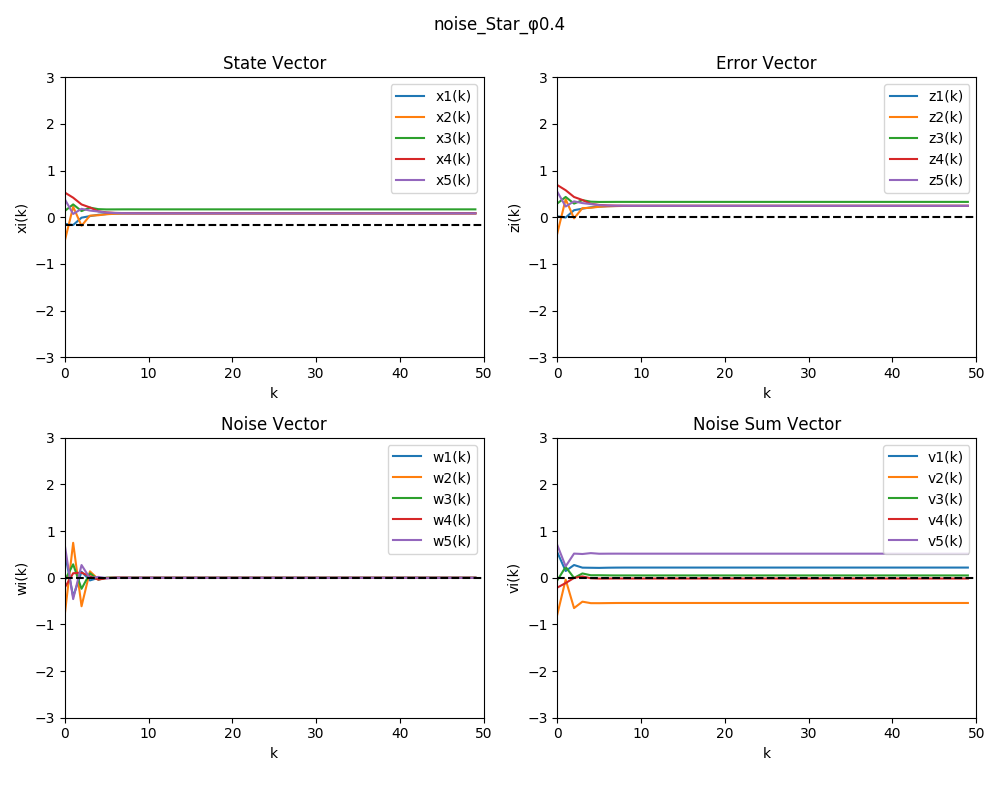 noise_Star_φ0.4
State Vector
3
2
1
0
−1
−2
−3
xi(k)
0 10 20 30 40 50
k
x1(k)
x2(k)
x3(k)
x4(k)
x5(k)
Error Vector
3
2
1
0
−1
−2
−3
zi(k)
0 10 20 30 40 50
k
z1(k)
z2(k)
z3(k)
z4(k)
z5(k)
Noise Vector
3
2
1
0
−1
−2
−3
wi(k)
0 10 20 30 40 50
k
w1(k)
w2(k)
w3(k)
w4(k)
w5(k)
Noise Sum Vector
3
2
1
0
−1
−2
−3
vi(k)
0 10 20 30 40 50
k
v1(k)
v2(k)
v3(k)
v4(k)
v5(k)